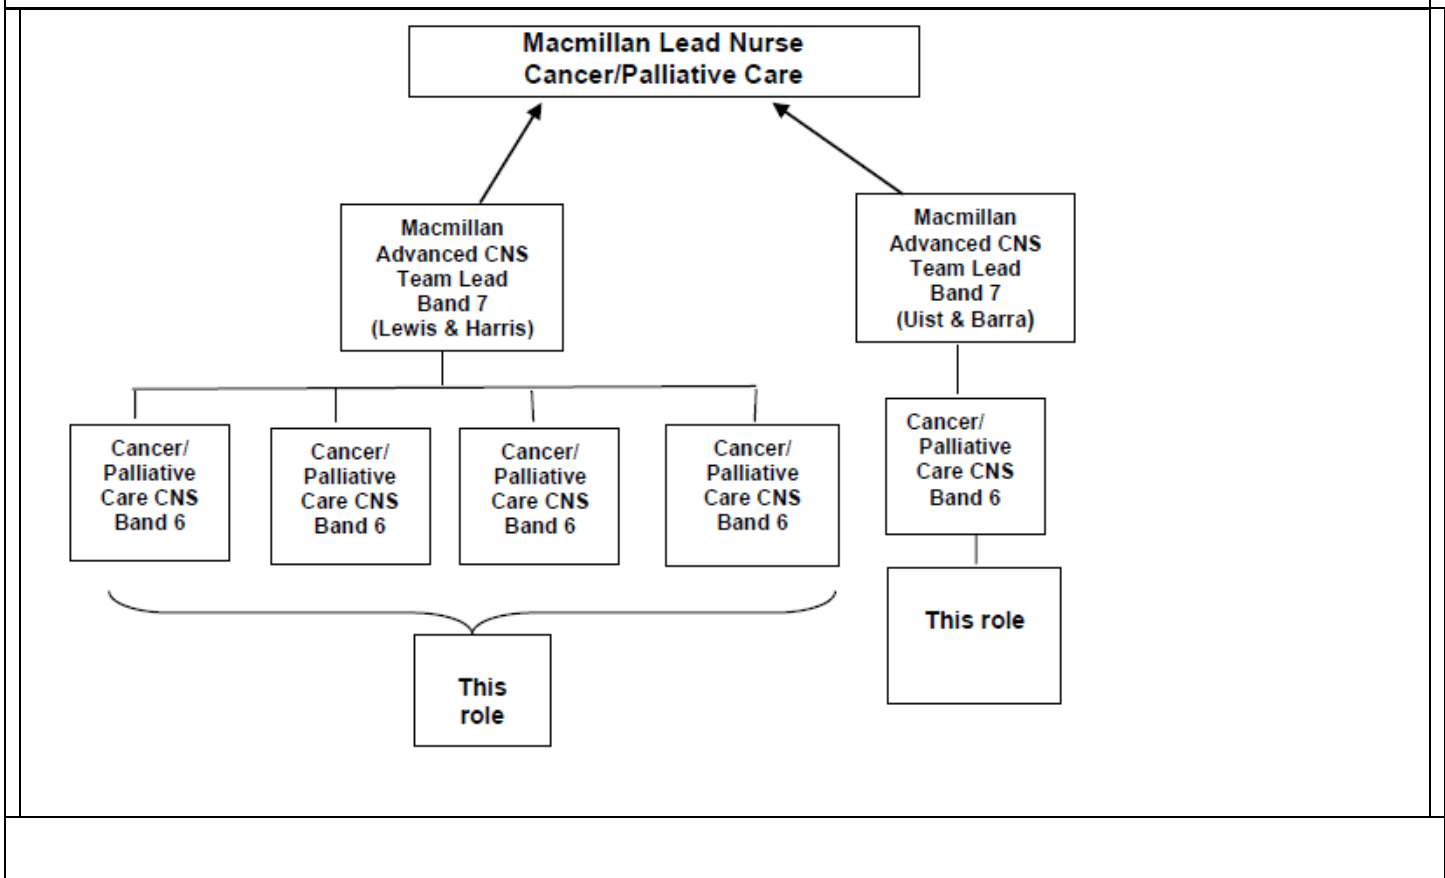 Macmillan Lead Nurse
Cancer/Palliative Care
Macmillan
Advanced CNS
Team Lead
Band 7
(Lewis & Harris)
Macmillan
Advanced CNS
Team Lead
Band 7
(Uist & Barra)
Cancer/
Palliative
Care CNS
Band 6
Cancer/
Palliative
Care CNS
Band 6
Cancer/
Palliative
Care CNS
Band 6
Cancer/
Palliative
Care CNS
Band 6
Cancer/
Palliative
Care CNS
Band 6
This
role
This role